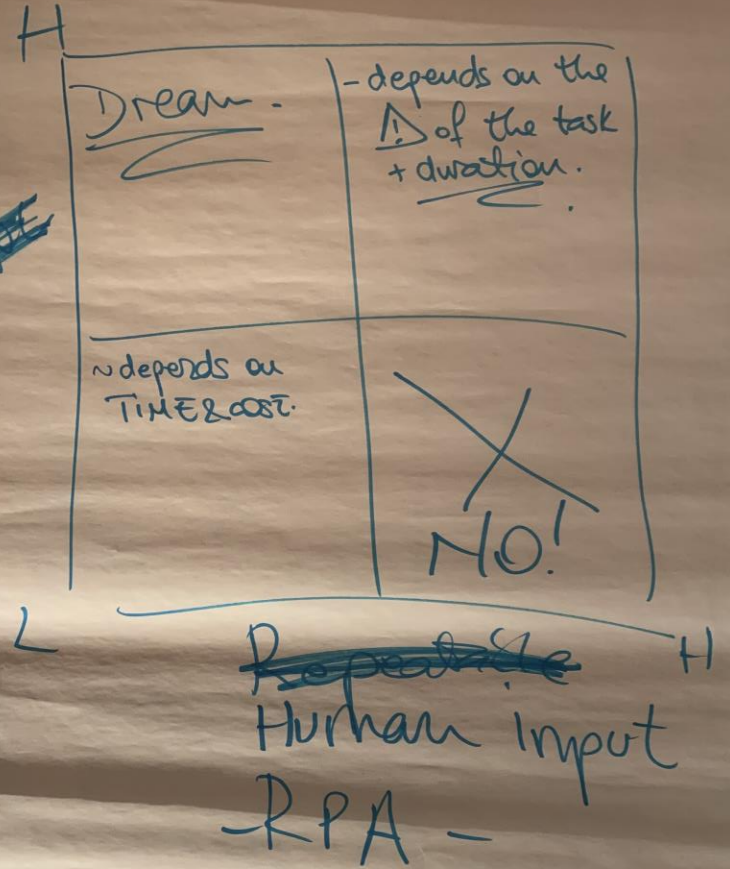 H
Dream.
- depends on the
⚠ of the task
+ duration.
~depends on
TIME & COST.
NO!
L
H
Human input
- RPA -